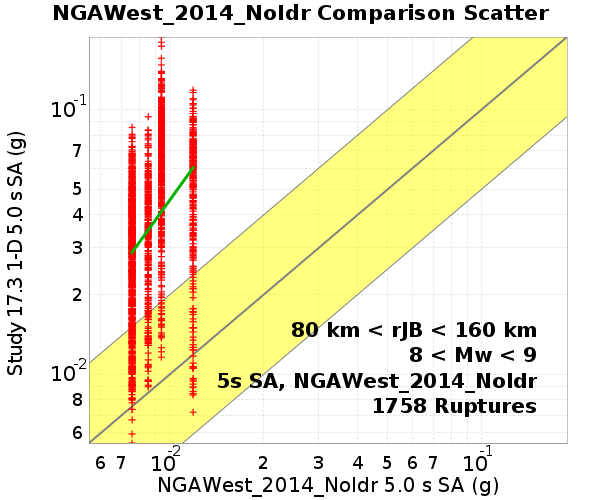 NGAWest_2014_NoIdr Comparison Scatter
Study 17.3 1-D 5.0 s SA (g)
10-1
7
5
4
3
2
10-2
8
6
80 km < rJB < 160 km
8 < Mw < 9
5s SA, NGAWest_2014_NoIdr
1758 Ruptures
6 7 10-2 2 3 4 5 6 7 10-1
NGAWest_2014_NoIdr 5.0 s SA (g)